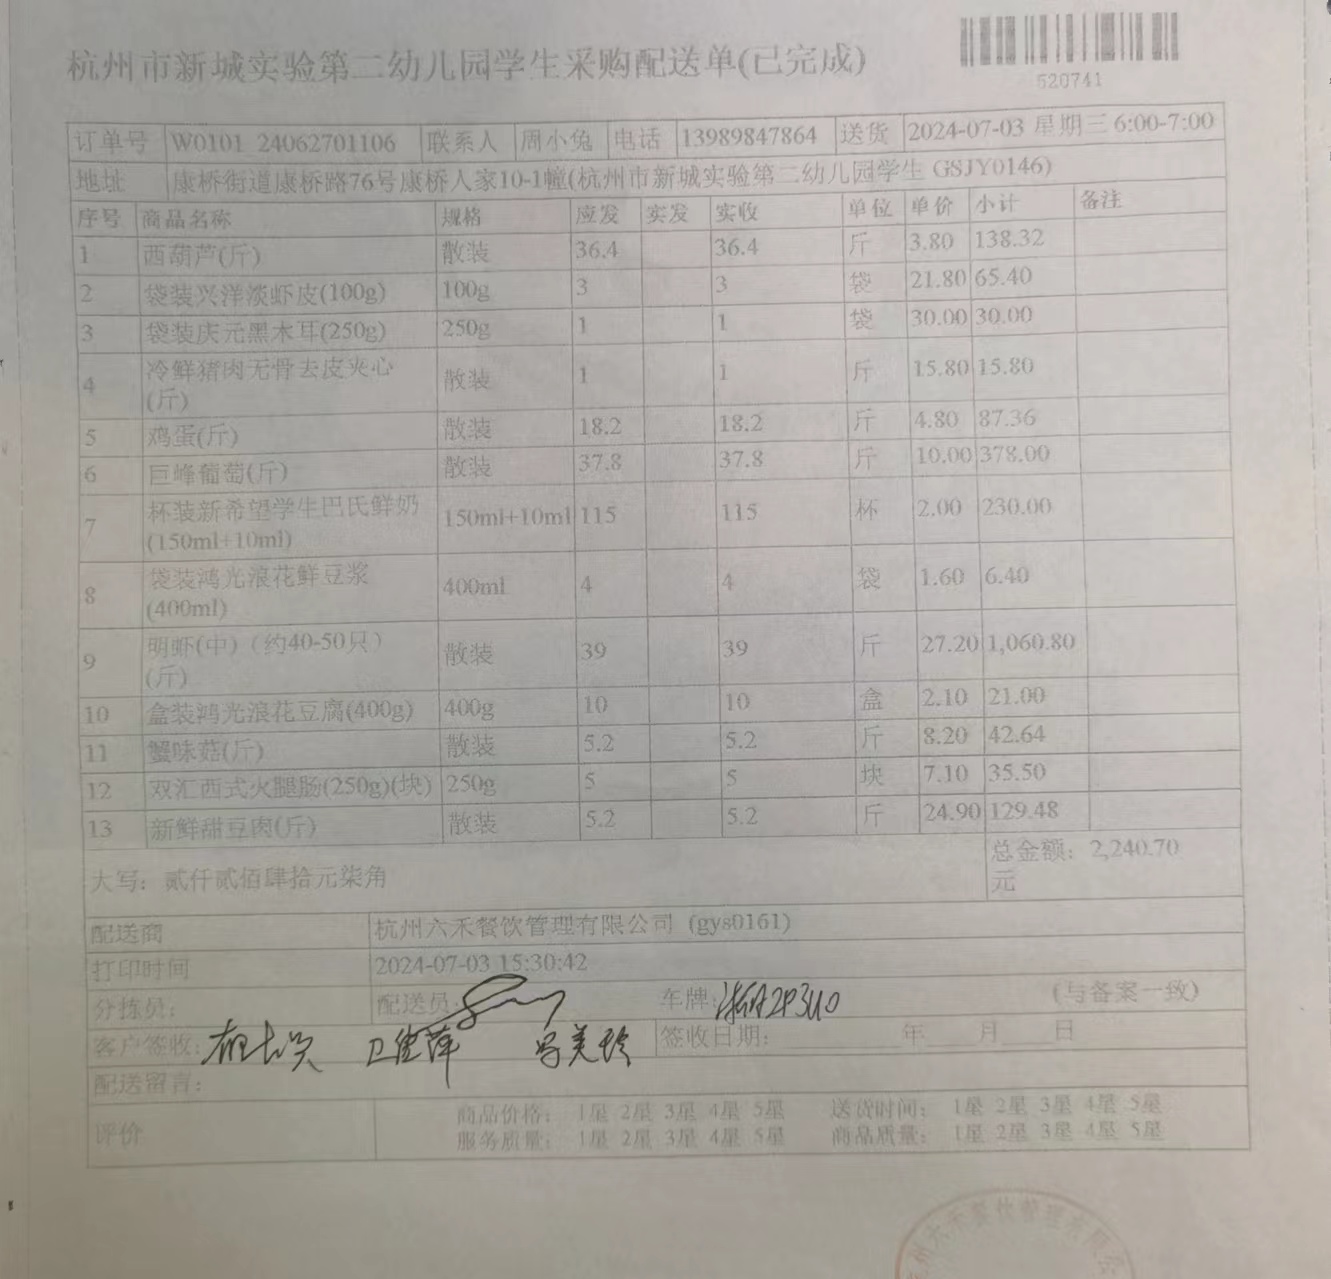 杭州市新城实验第二幼儿园学生采购配送单(已完成)
520741
订单号 W0101 24062701106 联系人 周小兔 电话 13989847864 送货 2024-07-03 星期三 6:00-7:00
地址 康桥街道康桥路76号康桥人家10-1幢(杭州市新城实验第二幼儿园学生 GSJY0146)
序号 商品名称 规格 应发 实发 实收 单位 单价 小计 备注
1 西葫芦(斤) 散装 36.4 36.4 斤 3.80 138.32
2 袋装兴洋淡虾皮(100g) 100g 3 3 袋 21.80 65.40
3 袋装庆元黑木耳(250g) 250g 1 1 袋 30.00 30.00
4 冷鲜猪肉无骨去皮夹心 散装 1 1 斤 15.80 15.80
(斤)
5 鸡蛋(斤) 散装 18.2 18.2 斤 4.80 87.36
6 巨峰葡萄(斤) 散装 37.8 37.8 斤 10.00 378.00
7 杯装新希望学生巴氏鲜奶 150ml+10ml 115 115 杯 2.00 230.00
(150ml+10ml)
8 袋装鸿光浪花鲜豆浆 400ml 4 4 袋 1.60 6.40
(400ml)
9 明虾(中)（约40-50只） 散装 39 39 斤 27.20 1,060.80
(斤)
10 盒装鸿光浪花豆腐(400g) 400g 10 10 盒 2.10 21.00
11 蟹味菇(斤) 散装 5.2 5.2 斤 8.20 42.64
12 双汇西式火腿肠(250g)(块) 250g 5 5 块 7.10 35.50
13 新鲜甜豆肉(斤) 散装 5.2 5.2 斤 24.90 129.48
大写：贰仟贰佰肆拾元柒角 总金额：2,240.70
元
配送商 杭州六禾餐饮管理有限公司 (gys0161)
打印时间 2024-07-03 15:30:42
分拣员： 配送员： 车牌： (与备案一致)
客户签收： 签收日期： 年 月 日
配送留言：
评价 商品价格： 1星 2星 3星 4星 5星 送货时间： 1星 2星 3星 4星 5星
服务质量： 1星 2星 3星 4星 5星 商品质量： 1星 2星 3星 4星 5星
杭州六禾餐饮管理有限公